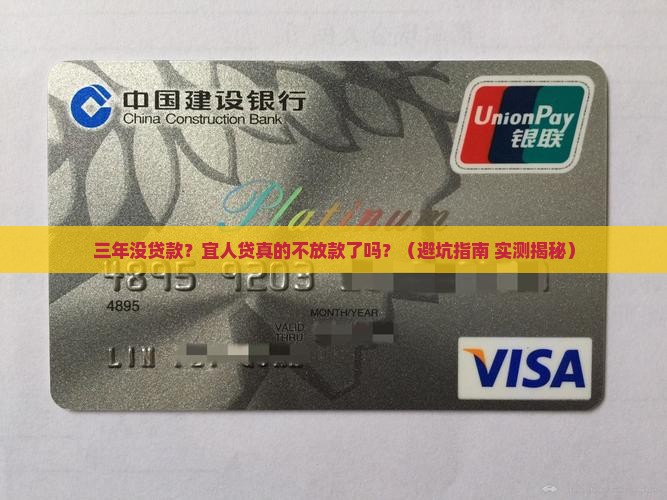 中国建设银行
China Construction Bank
UnionPay
银联
Platinum
三年没贷款？宜人贷真的不放款了吗？（避坑指南 实测揭秘）
4895 9203
4895
MONTH/YEAR
VALID
THRU
LIN
VISA